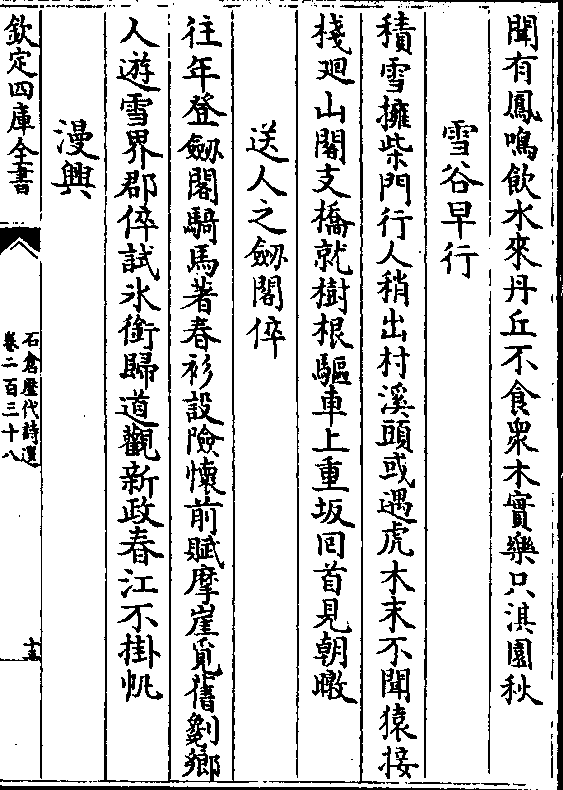 聞有鳳鳴飲水來丹丘不食衆木實樂只淇園秋
雪谷早行
積雪擁柴門行人稍出村溪頭或遇虎木末不聞猿接
棧廻山閣支橋就樹根驅車上重坂回首見朝暾
送人之劒閣倅
往年登劒閣騎馬著春衫設險懷前賦摩崖覓舊劖鄉
人遊雪界郡倅試氷銜歸道觀新政春江不掛帆
漫興
欽定四庫全書
石倉歷代詩選
卷二百三十八